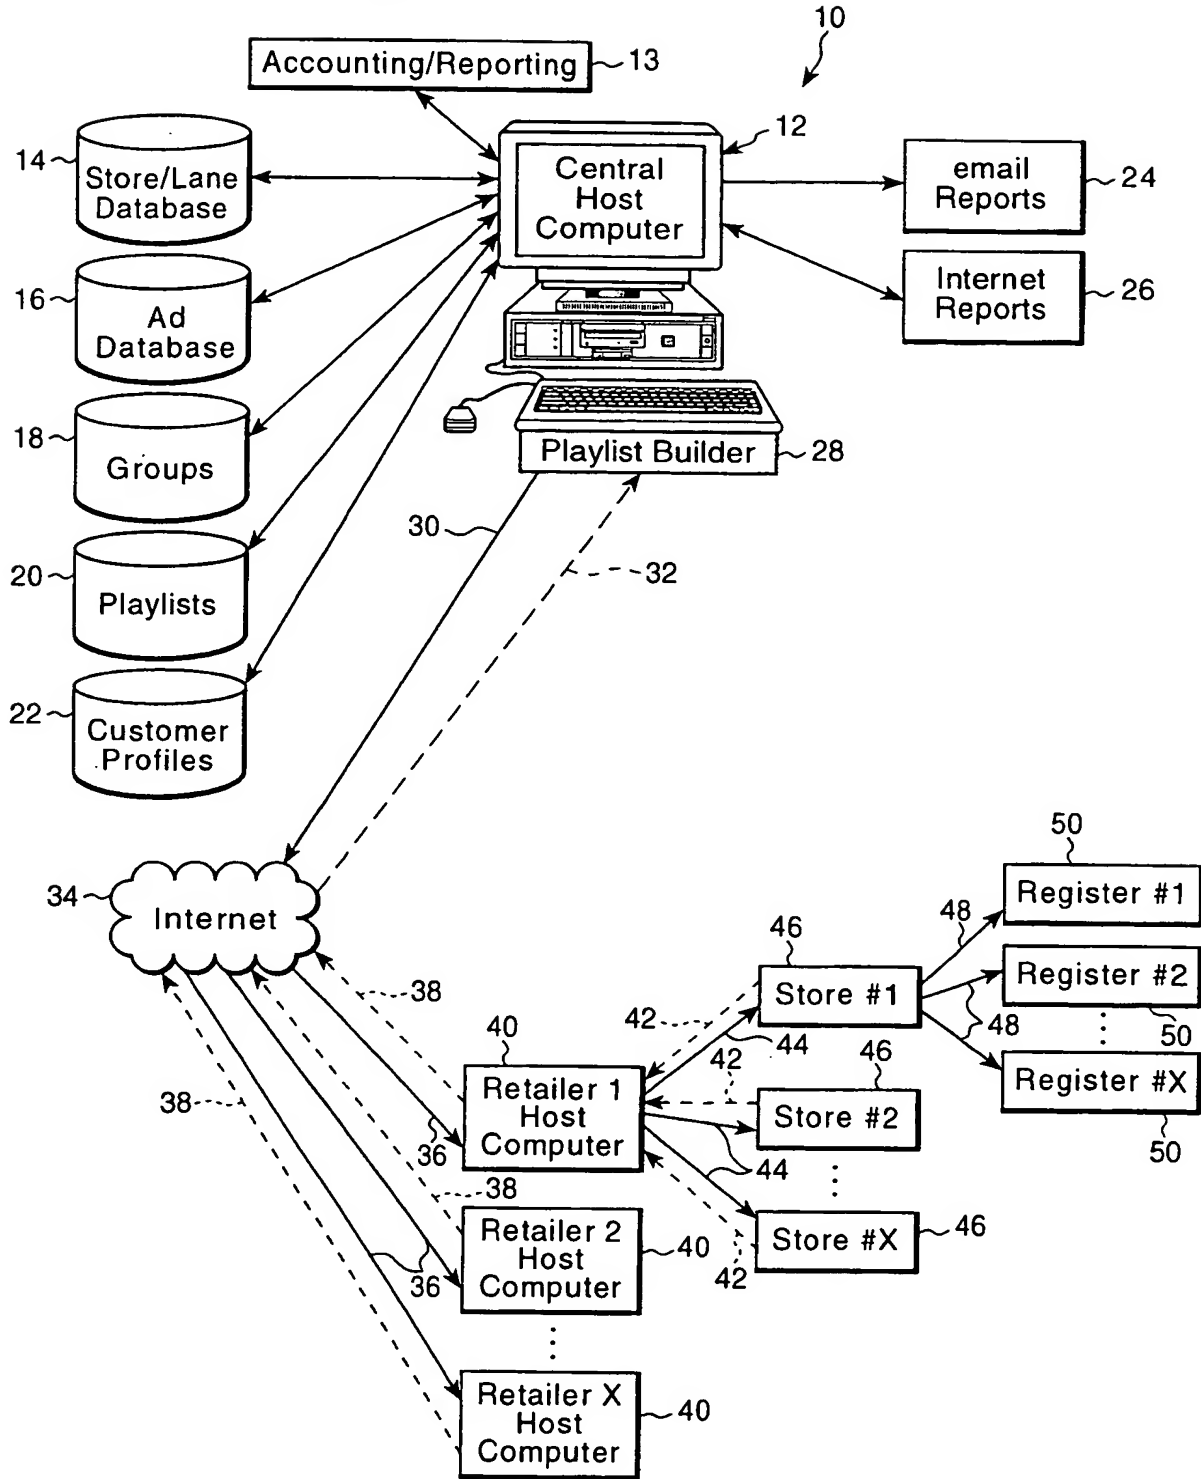 10
Accounting/Reporting
13
12
14
Store/Lane
Database
Central
Host
Computer
email
Reports
24
16
Ad
Database
Internet
Reports
26
18
Groups
Playlist Builder
28
30
32
20
Playlists
22
Customer
Profiles
34
Internet
50
Register #1
48
46
Store #1
Register #2
48
50
38
42
44
40
46
Retailer 1
Host
Computer
42
Store #2
Register #X
50
38
36
44
38
Store #X
46
42
Retailer 2
Host
Computer
40
36
Retailer X
Host
Computer
40